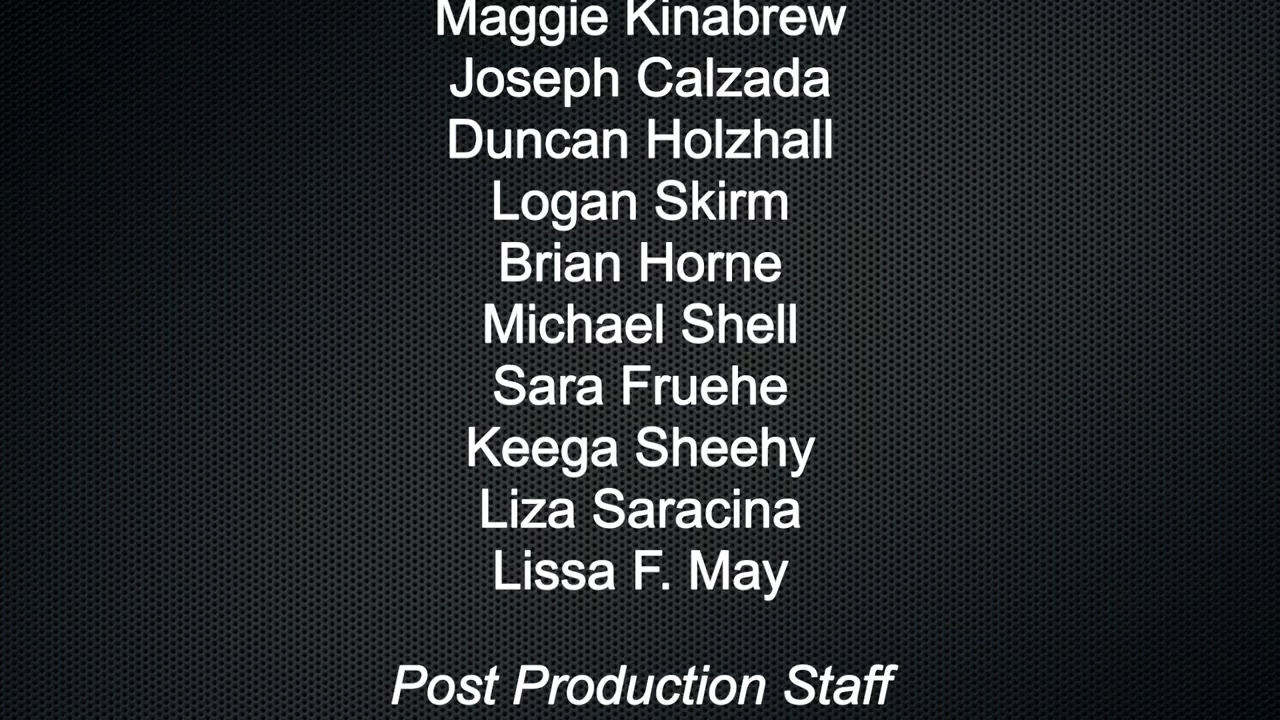 Maggie Kinabrew
Joseph Calzada
Duncan Holzhall
Logan Skirm
Brian Horne
Michael Shell
Sara Fruehe
Keega Sheehy
Liza Saracina
Lissa F. May
Post Production Staff